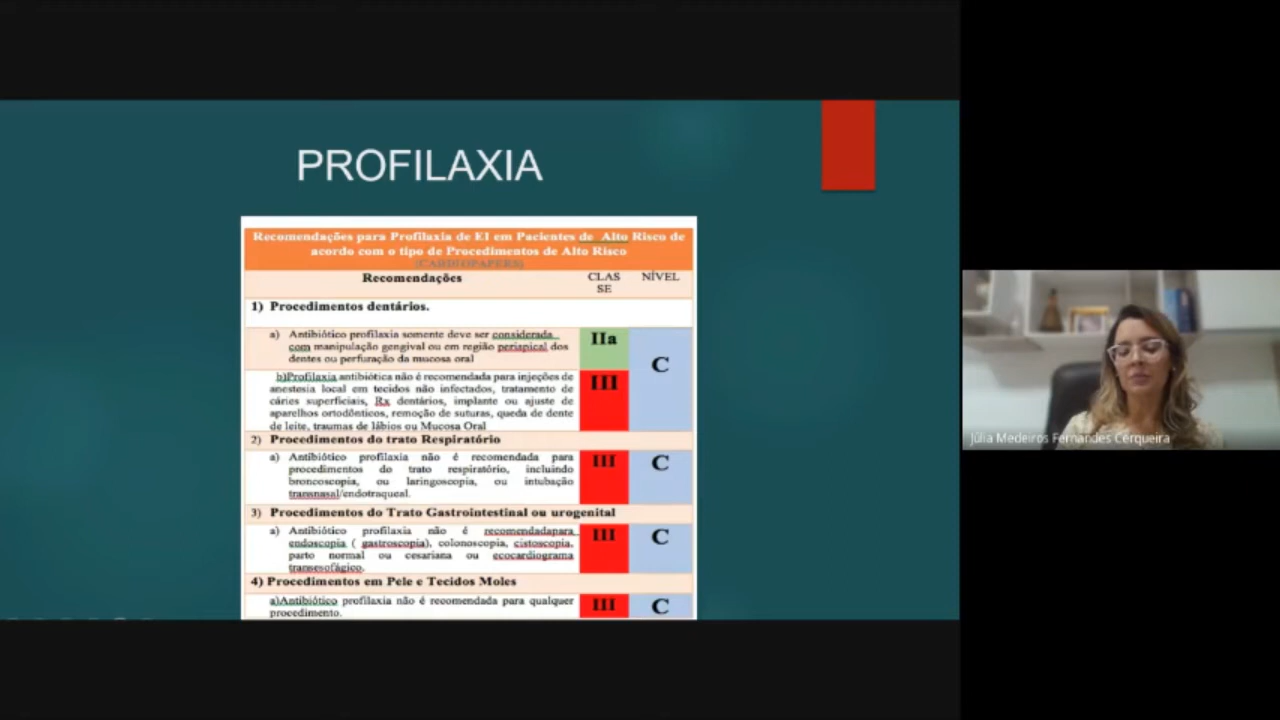 PROFILAXIA
Recomendações para Profilaxia de EI em Pacientes de Alto Risco de
acordo com o tipo de Procedimentos de Alto Risco
(CARDIOPAPERS)
Recomendações CLAS NÍVEL
SE
1) Procedimentos dentários.
a) Antibiótico profilaxia somente deve ser considerada
com manipulação gengival ou em região periapical dos
dentes ou perfuração da mucosa oral
IIa
C
b)Profilaxia antibiótica não é recomendada para injeções de
anestesia local em tecidos não infectados, tratamento de
cáries superficiais, Rx dentários, implante ou ajuste de
aparelhos ortodônticos, remoção de suturas, queda de dente
de leite, traumas de lábios ou Mucosa Oral
III
2) Procedimentos do trato Respiratório
a) Antibiótico profilaxia não é recomendada para
procedimentos do trato respiratório, incluindo
broncoscopia, ou laringoscopia, ou intubação
transnasal/endotraqueal.
III C
3) Procedimentos do Trato Gastrointestinal ou urogenital
a) Antibiótico profilaxia não é recomendadapara
endoscopia ( gastroscopia), colonoscopia, cistoscopia,
parto normal ou cesariana ou ecocardiograma
transesofágico.
III C
4) Procedimentos em Pele e Tecidos Moles
a)Antibiótico profilaxia não é recomendada para qualquer
procedimento.
III C
Júlia Medeiros Fernandes Cerqueira